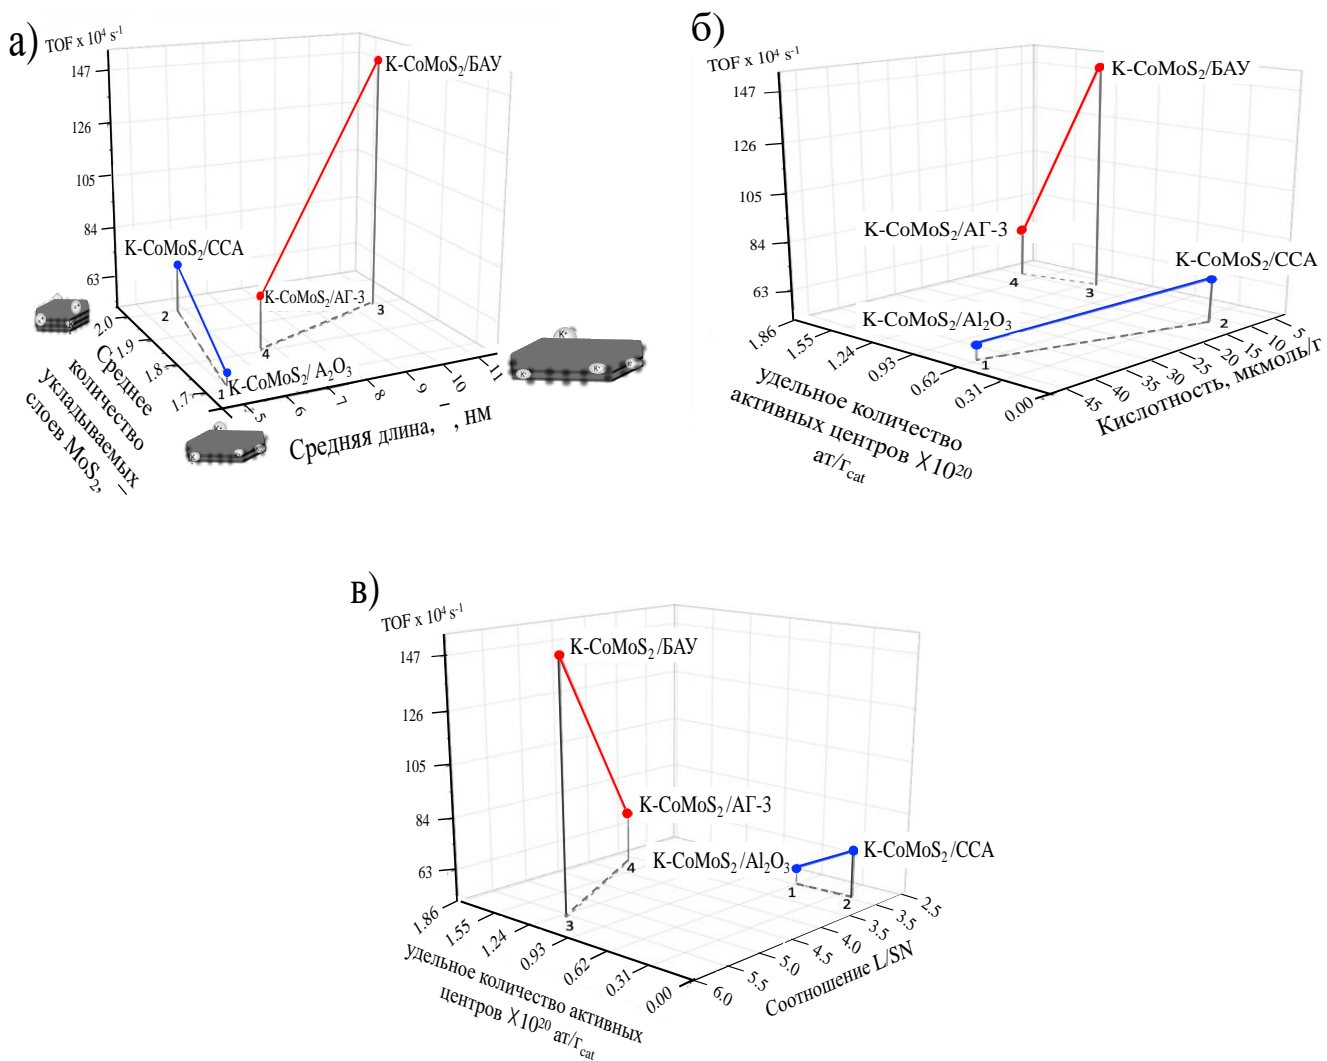 а)
TOF x 10⁴ s⁻¹
147
126
105
84
63
K-CoMoS₂/БАУ
K-CoMoS₂/ССА
K-CoMoS₂/АГ-3
K-CoMoS₂/ A₂O₃
2
3
4
1
2.0
1.9
1.8
1.7
5
6
7
8
9
10
11
Среднее
количество
укладываемых
слоев MoS₂, ‾
Средняя длина, ‾ , нм
K⁺
K⁺
K⁺
б)
TOF x 10⁴ s⁻¹
147
126
105
84
63
K-CoMoS₂/БАУ
K-CoMoS₂/АГ-3
K-CoMoS₂/ССА
K-CoMoS₂/Al₂O₃
4
3
2
1
1.86
1.55
1.24
0.93
0.62
0.31
0.00
45
40
35
30
25
20
15
10
5
удельное количество
активных центров X10²⁰
ат/г_cat
Кислотность, мкмоль/г
в)
TOF x 10⁴ s⁻¹
147
126
105
84
63
K-CoMoS₂/БАУ
K-CoMoS₂/АГ-3
K-CoMoS₂/Al₂O₃
K-CoMoS₂/ССА
4
1
2
3
1.86
1.55
1.24
0.93
0.62
0.31
0.00
6.0
5.5
5.0
4.5
4.0
3.5
3.5
2.5
удельное количество активных
центров X10²⁰ ат/г_cat
Соотношение L/SN